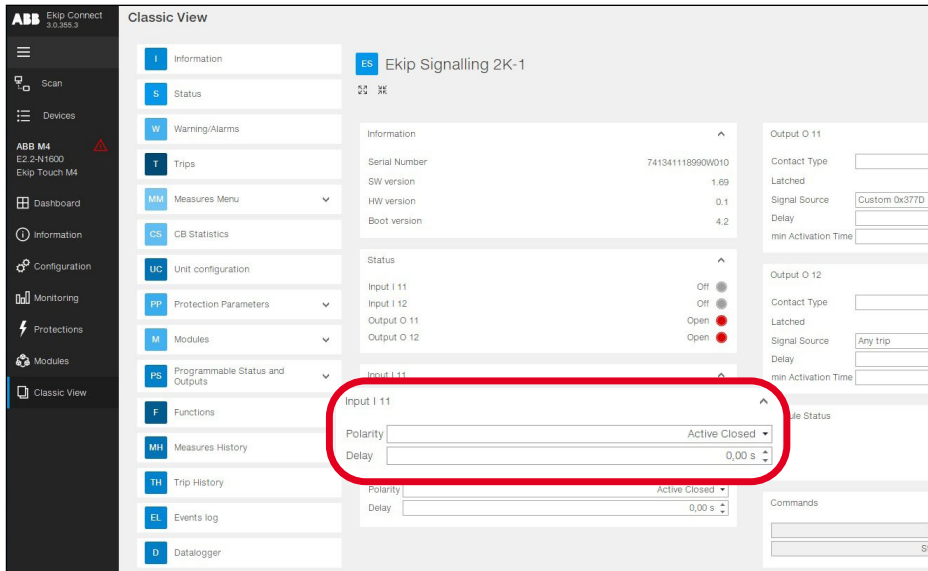 ABB Ekip Connect
3.0.355.3
Scan
Devices
ABB M4
E2.2-N1600
Ekip Touch M4
Dashboard
Information
Configuration
Monitoring
Protections
Modules
Classic View
Classic View
I Information
S Status
W Warning/Alarms
T Trips
MM Measures Menu
CS CB Statistics
UC Unit configuration
PP Protection Parameters
M Modules
PS Programmable Status and
Outputs
F Functions
MH Measures History
TH Trip History
EL Events log
D Datalogger
ES Ekip Signalling 2K-1
Information
Serial Number 741341118990W010
SW version 1.69
HW version 0.1
Boot version 4.2
Status
Input I 11 Off
Input I 12 Off
Output O 11 Open
Output O 12 Open
Input I 11
Input I 11
Polarity Active Closed
Delay 0,00 s
Polarity Active Closed
Delay 0,00 s
Output O 11
Contact Type
Latched
Signal Source Custom 0x377D
Delay
min Activation Time
Output O 12
Contact Type
Latched
Signal Source Any trip
Delay
min Activation Time
Status
Commands